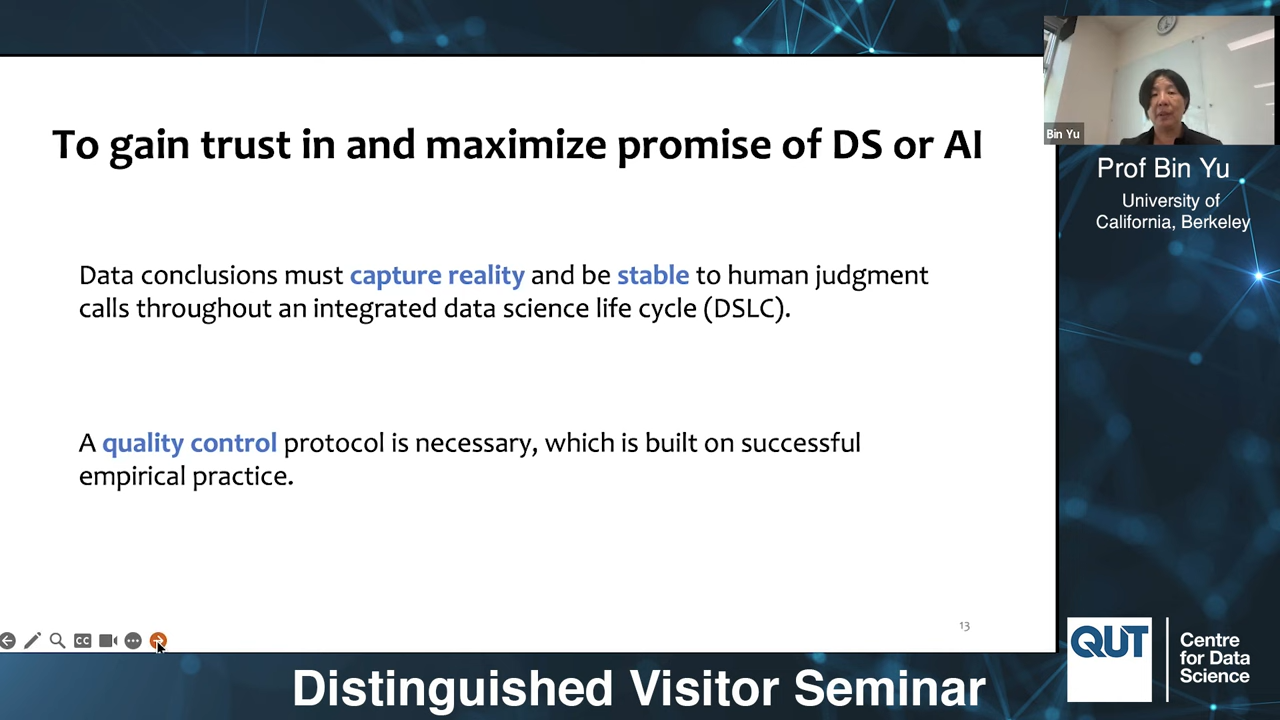 To gain trust in and maximize promise of DS or AI
Data conclusions must capture reality and be stable to human judgment
calls throughout an integrated data science life cycle (DSLC).
A quality control protocol is necessary, which is built on successful
empirical practice.
13
CC
Bin Yu
Prof Bin Yu
University of
California, Berkeley
QUT
Centre
for Data
Science
Distinguished Visitor Seminar